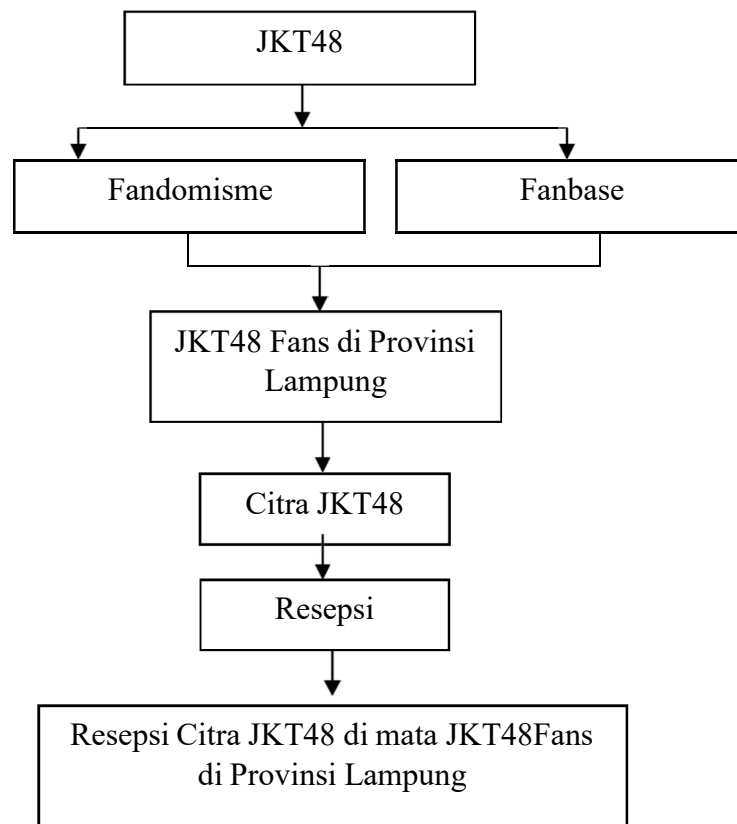 JKT48
Fandomisme
Fanbase
JKT48 Fans di Provinsi
Lampung
Citra JKT48
Resepsi
Resepsi Citra JKT48 di mata JKT48Fans
di Provinsi Lampung